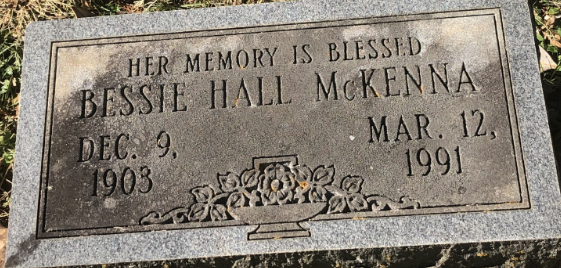 HER MEMORY IS BLESSED
BESSIE HALL McKENNA
DEC. 9, MAR. 12,
1903 1991